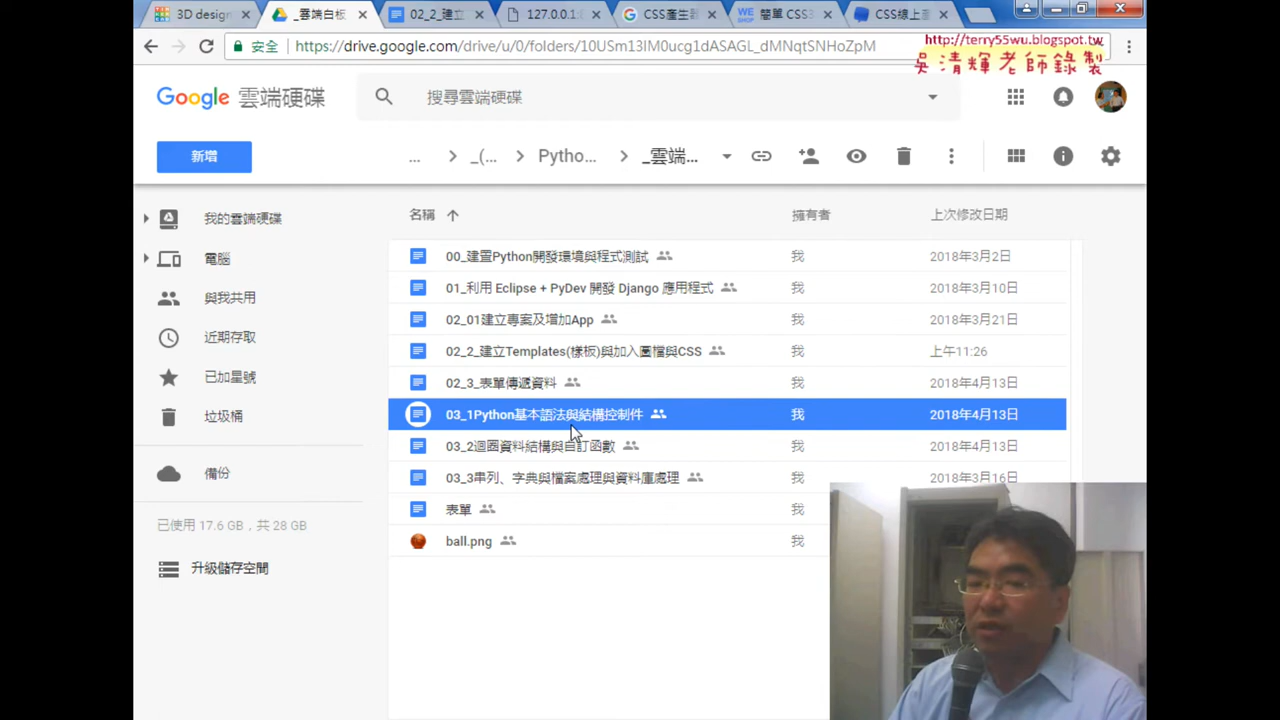 3D design
_雲端白板
02_2_建立
127.0.0.1:8
CSS產生器
簡單 CSS3
CSS線上
安全 https://drive.google.com/drive/u/0/folders/10USm13IM0ucg1dASAGL_dMNqtSNHoZpM
http://terry55wu.blogspot.tw
吳清輝老師錄製
Google 雲端硬碟
搜尋雲端硬碟
新增
... > _(... > Pytho... > _雲端...
我的雲端硬碟
電腦
與我共用
近期存取
已加星號
垃圾桶
備份
已使用 17.6 GB，共 28 GB
升級儲存空間
名稱 擁有者 上次修改日期
00_建置Python開發環境與程式測試 我 2018年3月2日
01_利用 Eclipse + PyDev 開發 Django 應用程式 我 2018年3月10日
02_01建立專案及增加App 我 2018年3月21日
02_2_建立Templates(樣板)與加入圖檔與CSS 我 上午11:26
02_3_表單傳遞資料 我 2018年4月13日
03_1Python基本語法與結構控制件 我 2018年4月13日
03_2迴圈資料結構與自訂函數 我 2018年4月13日
03_3串列、字典與檔案處理與資料庫處理 我 2018年3月16日
表單 我
ball.png 我